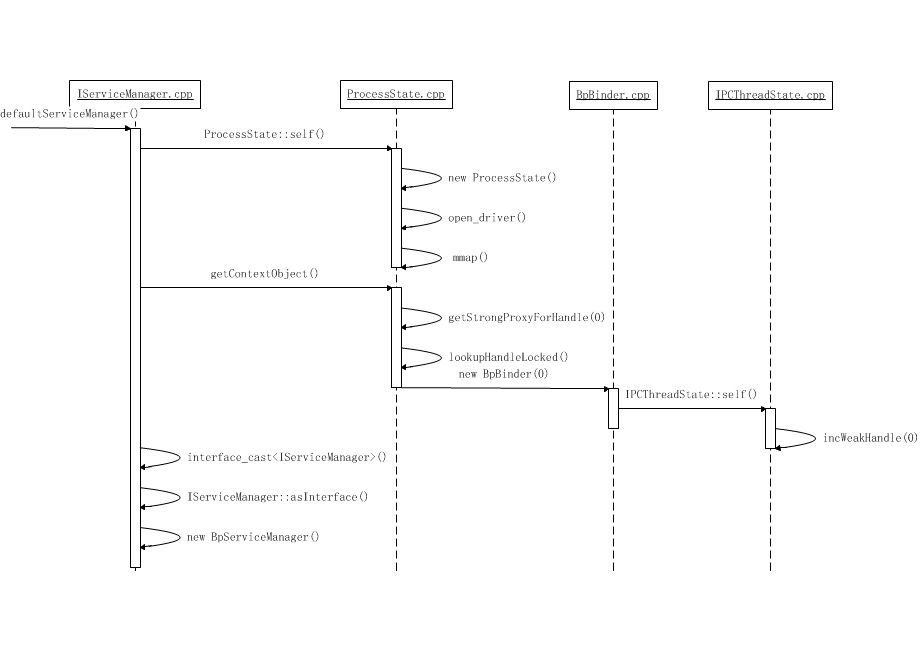 IServiceManager.cpp
ProcessState.cpp
BpBinder.cpp
IPCThreadState.cpp
defaultServiceManager()
ProcessState::self()
new ProcessState()
open_driver()
mmap()
getContextObject()
getStrongProxyForHandle(0)
lookupHandleLocked()
new BpBinder(0)
IPCThreadState::self()
incWeakHandle(0)
interface_cast<IServiceManager>()
IServiceManager::asInterface()
new BpServiceManager()